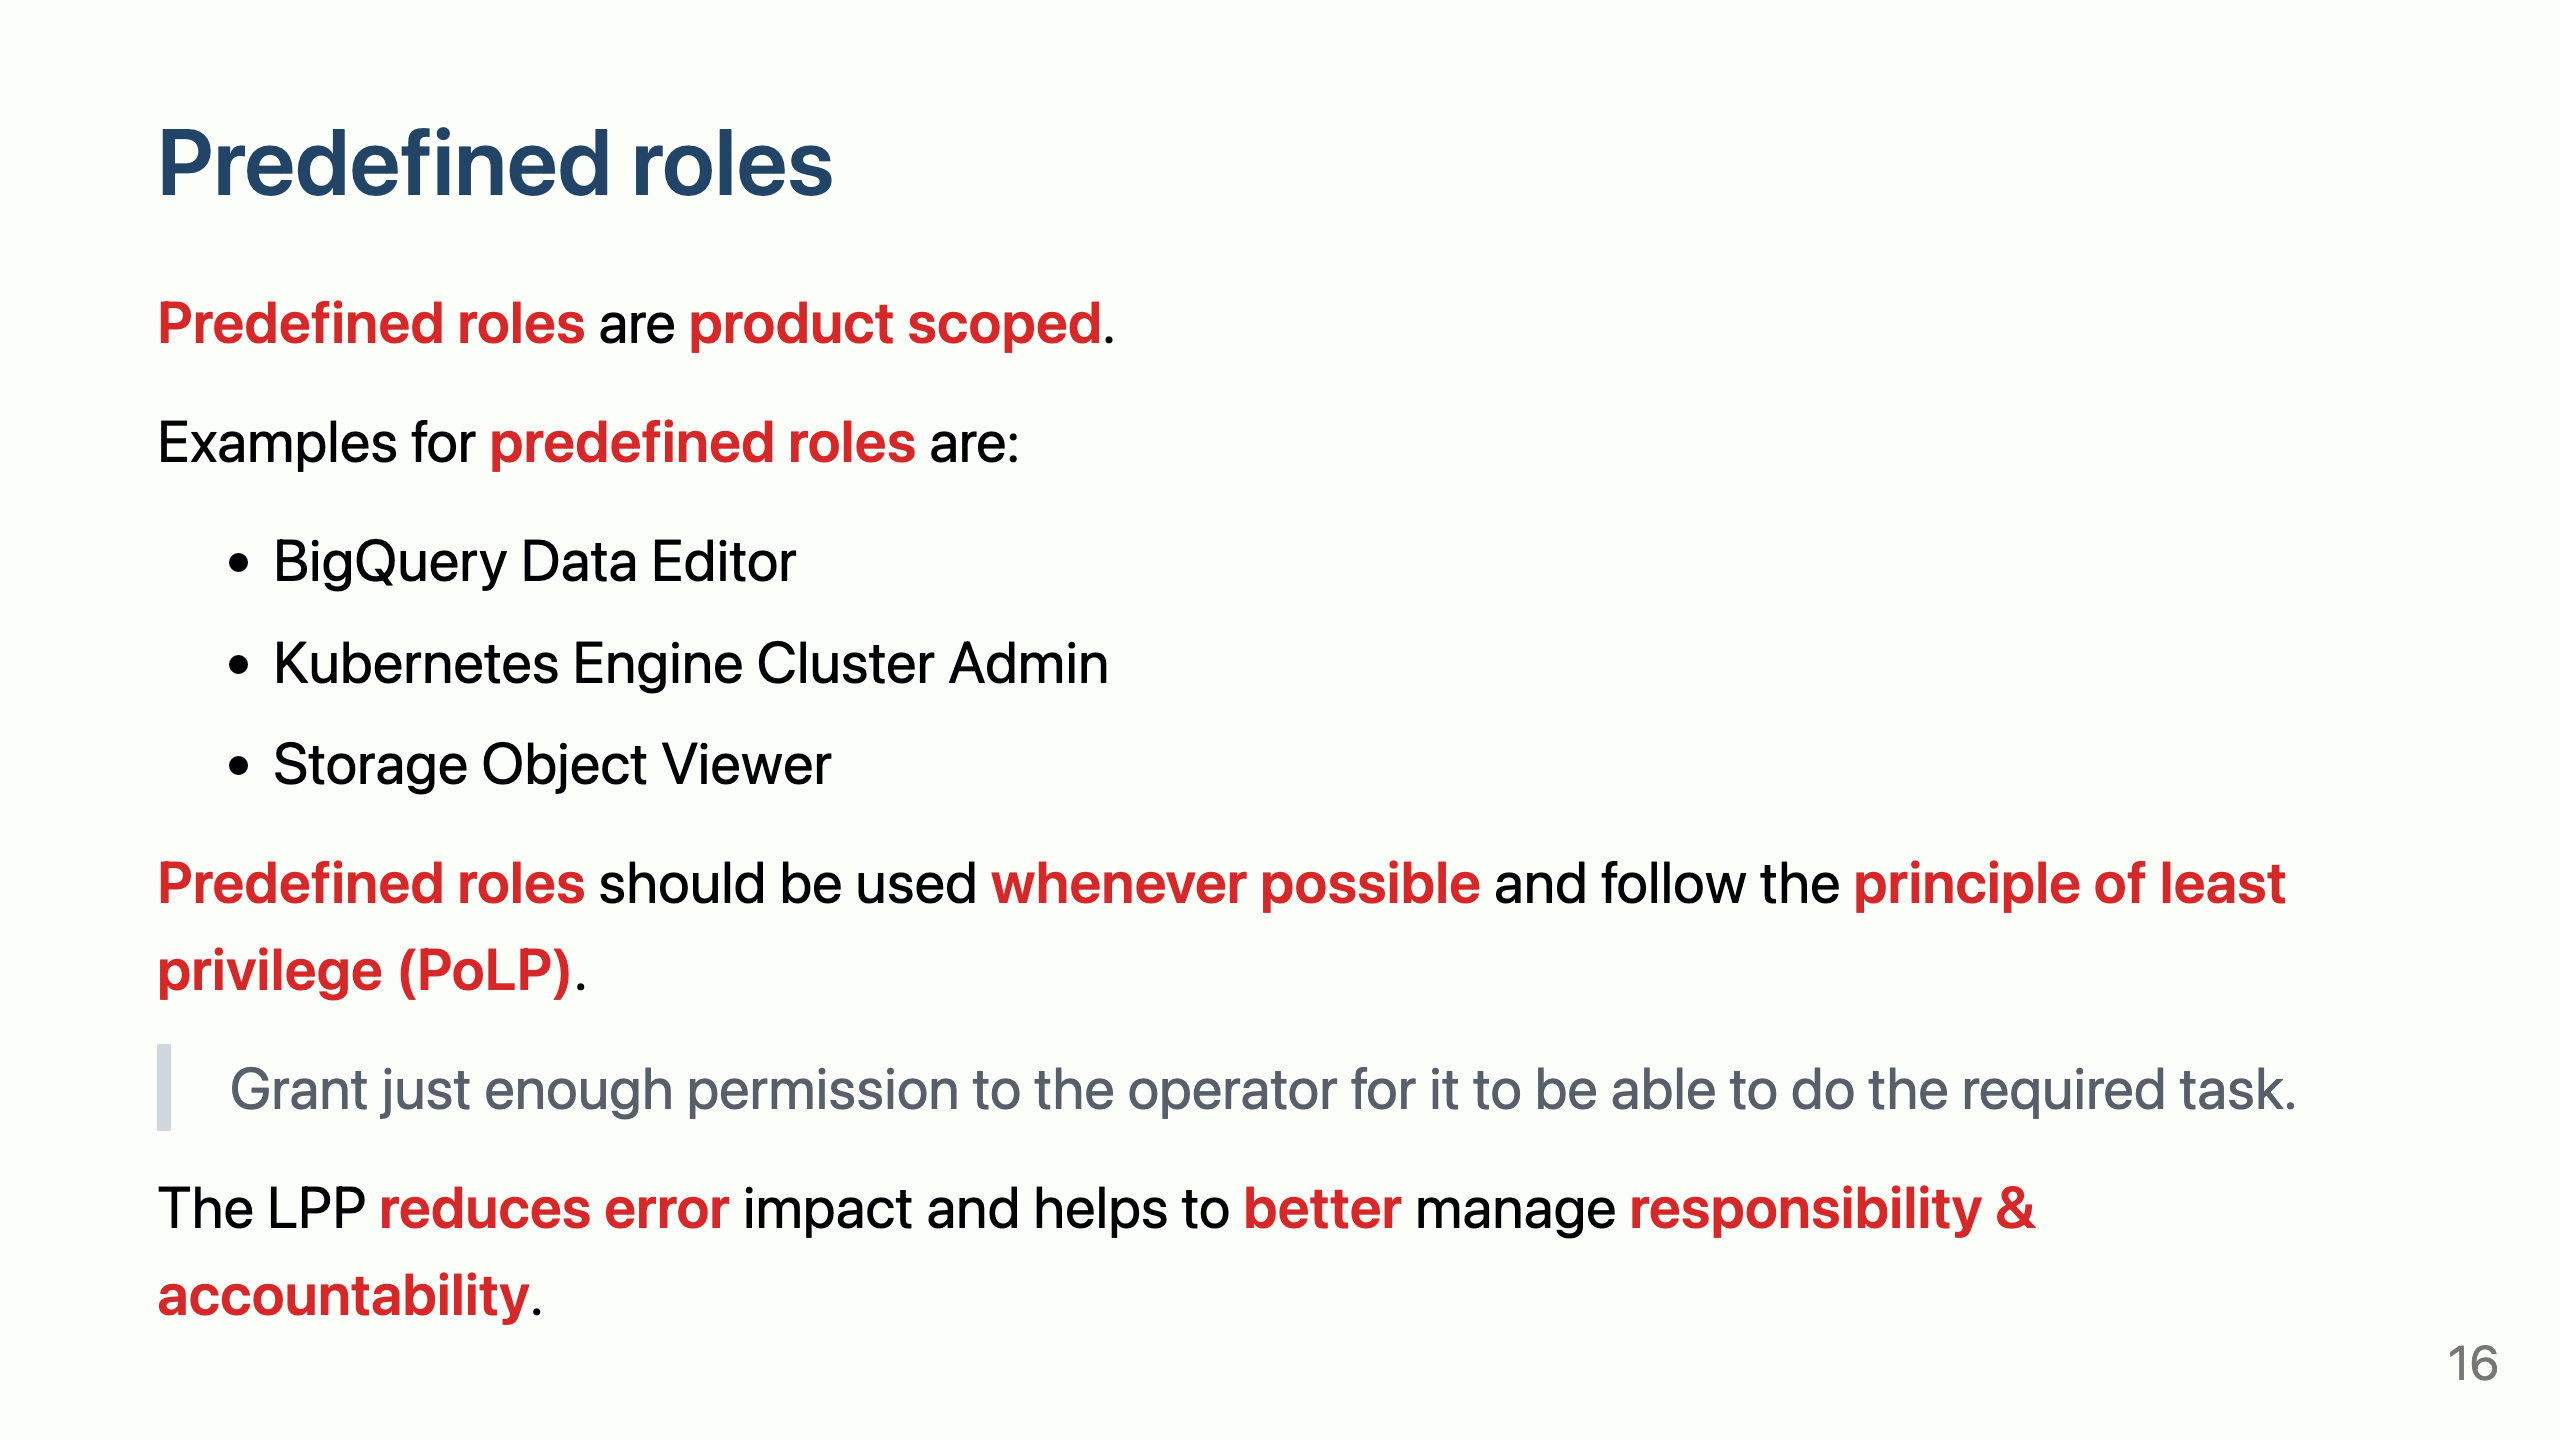 Predefined roles
Predefined roles are product scoped.
Examples for predefined roles are:
• BigQuery Data Editor
• Kubernetes Engine Cluster Admin
• Storage Object Viewer
Predefined roles should be used whenever possible and follow the principle of least
privilege (PoLP).
Grant just enough permission to the operator for it to be able to do the required task.
The LPP reduces error impact and helps to better manage responsibility &
accountability.
16